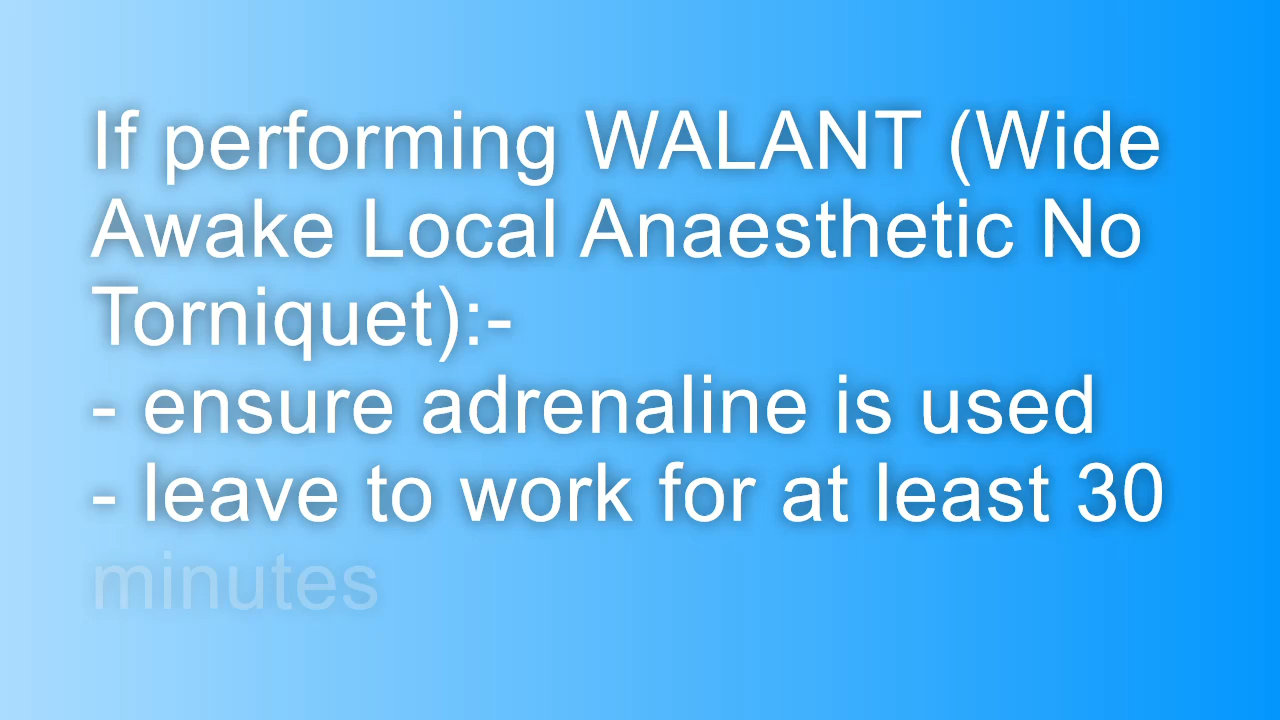 If performing WALANT (Wide
Awake Local Anaesthetic No
Torniquet):-
- ensure adrenaline is used
- leave to work for at least 30
minutes